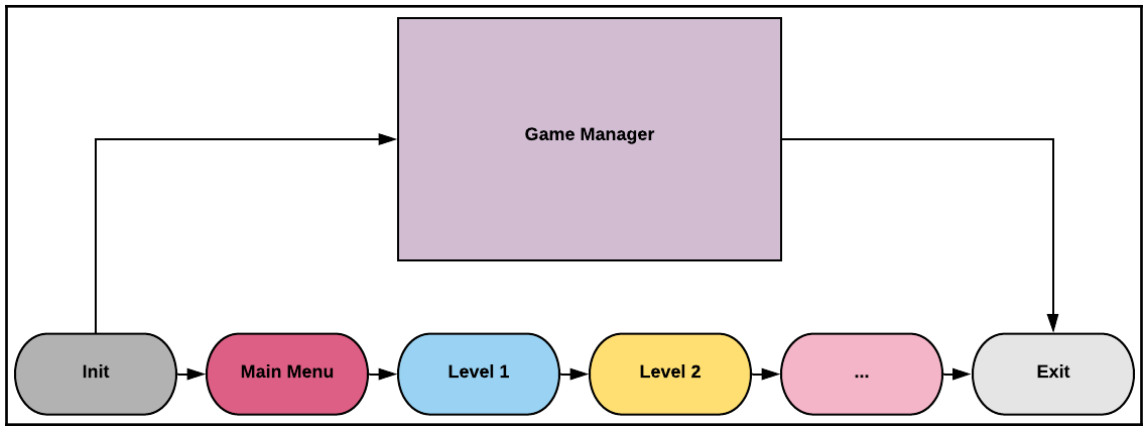 Game Manager
Init
Main Menu
Level 1
Level 2
...
Exit